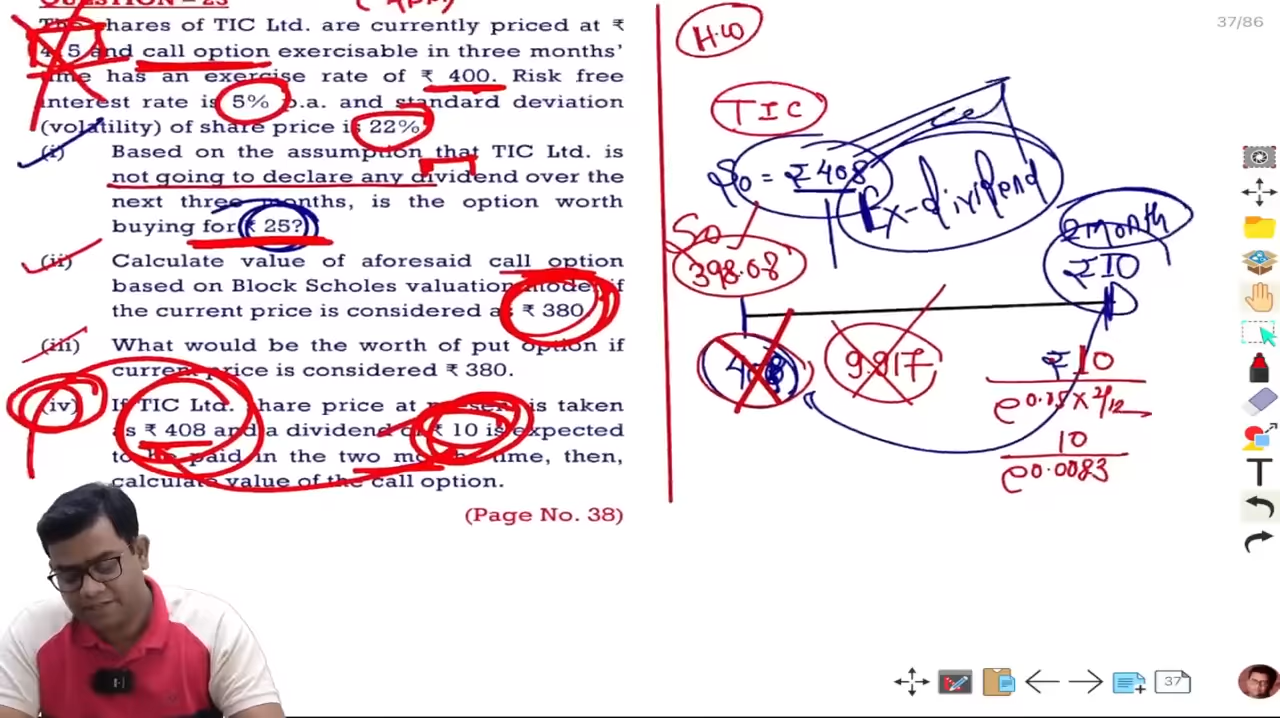 QUESTION - 23
The shares of TIC Ltd. are currently priced at ₹
415 and call option exercisable in three months'
time has an exercise rate of ₹ 400. Risk free
interest rate is 5% p.a. and standard deviation
(volatility) of share price is 22%
(i) Based on the assumption that TIC Ltd. is
not going to declare any dividend over the
next three months, is the option worth
buying for ₹ 25?
(ii) Calculate value of aforesaid call option
based on Block Scholes valuation model if
the current price is considered as ₹ 380
(iii) What would be the worth of put option if
current price is considered ₹ 380.
(iv) If TIC Ltd. share price at present is taken
as ₹ 408 and a dividend of ₹ 10 is expected
to be paid in the two months time, then,
calculate value of the call option.
(Page No. 38)
37/86
H.W
TIC
S0 = ₹408
Ex-dividend
S0
398.08
2 month
₹10
408
9.917
₹10
e0.05 × 2/12
10
e0.0083
37